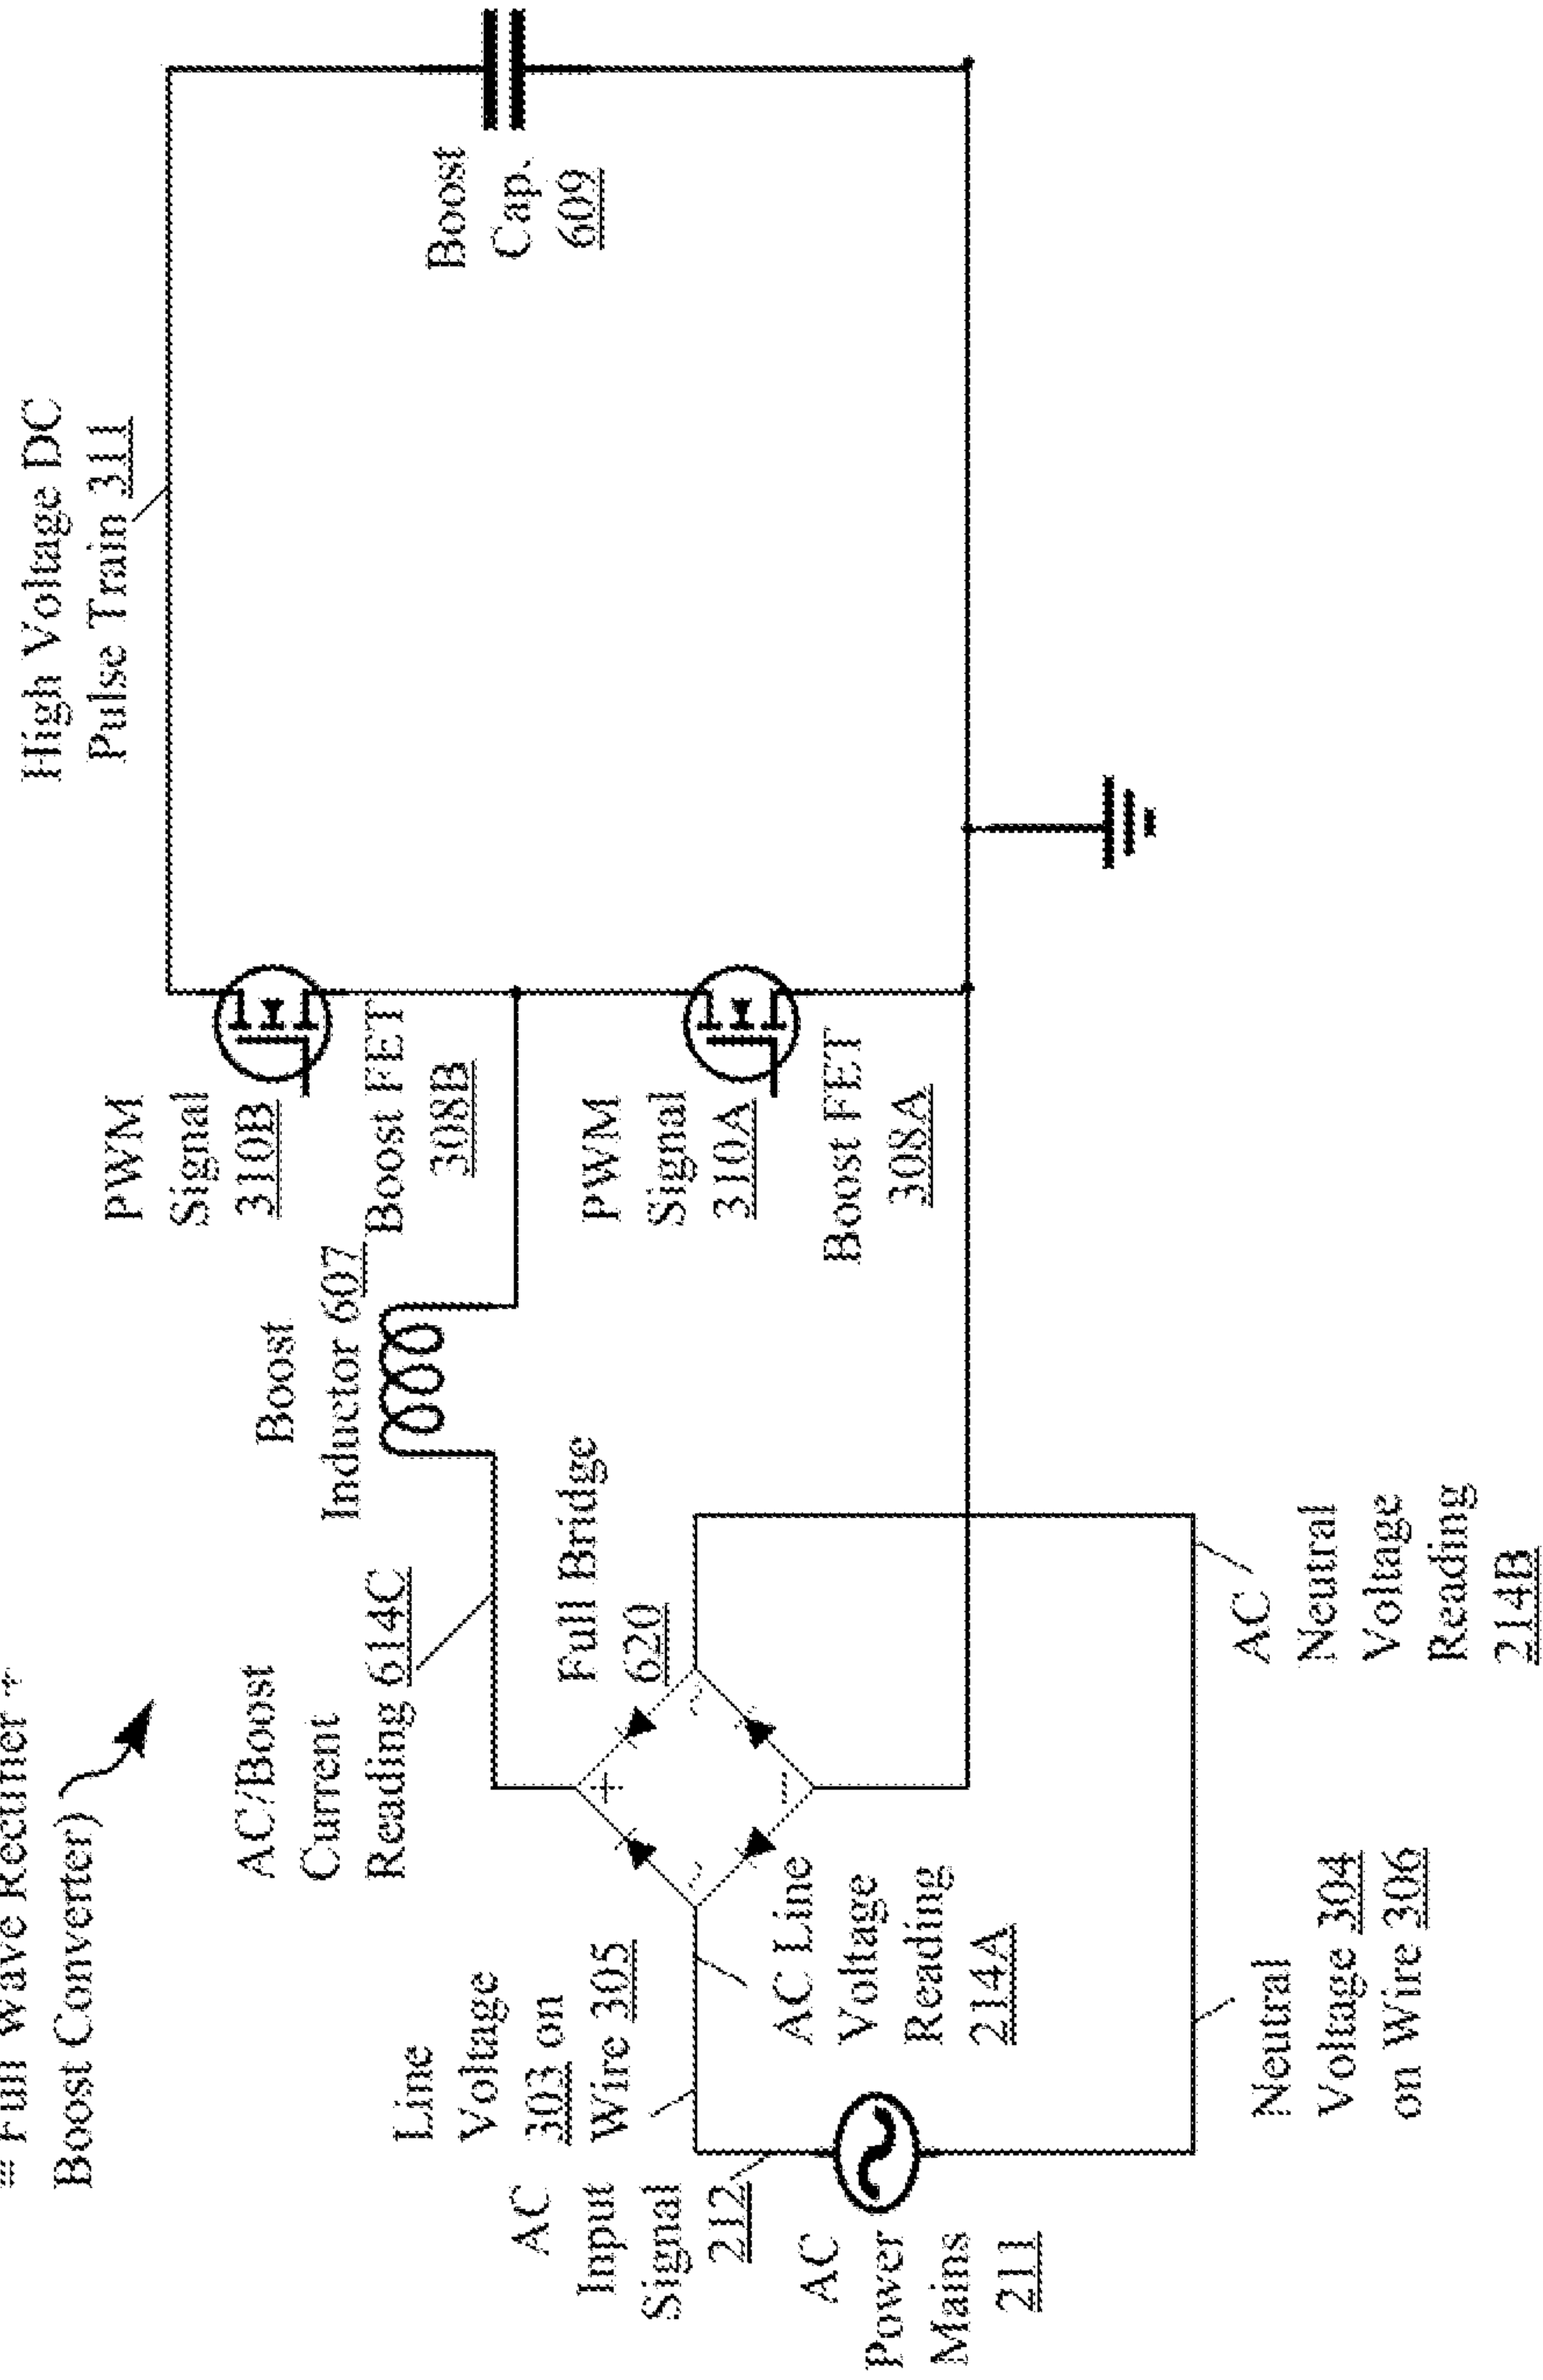 = Full Wave Rectifier +
Boost Converter)
High Voltage DC
Pulse Train 311
AC/Boost
Current
Reading 614C
Boost
Inductor 607
PWM
Signal
310B
Boost FET
308B
PWM
Signal
310A
Boost FET
308A
Boost
Cap.
609
Full Bridge
620
+
~
~
-
Line
Voltage
303 on
Wire 305
AC
Input
Signal
212
AC Line
Voltage
Reading
214A
AC
Power
Mains
211
AC
Neutral
Voltage
Reading
214B
Neutral
Voltage 304
on Wire 306